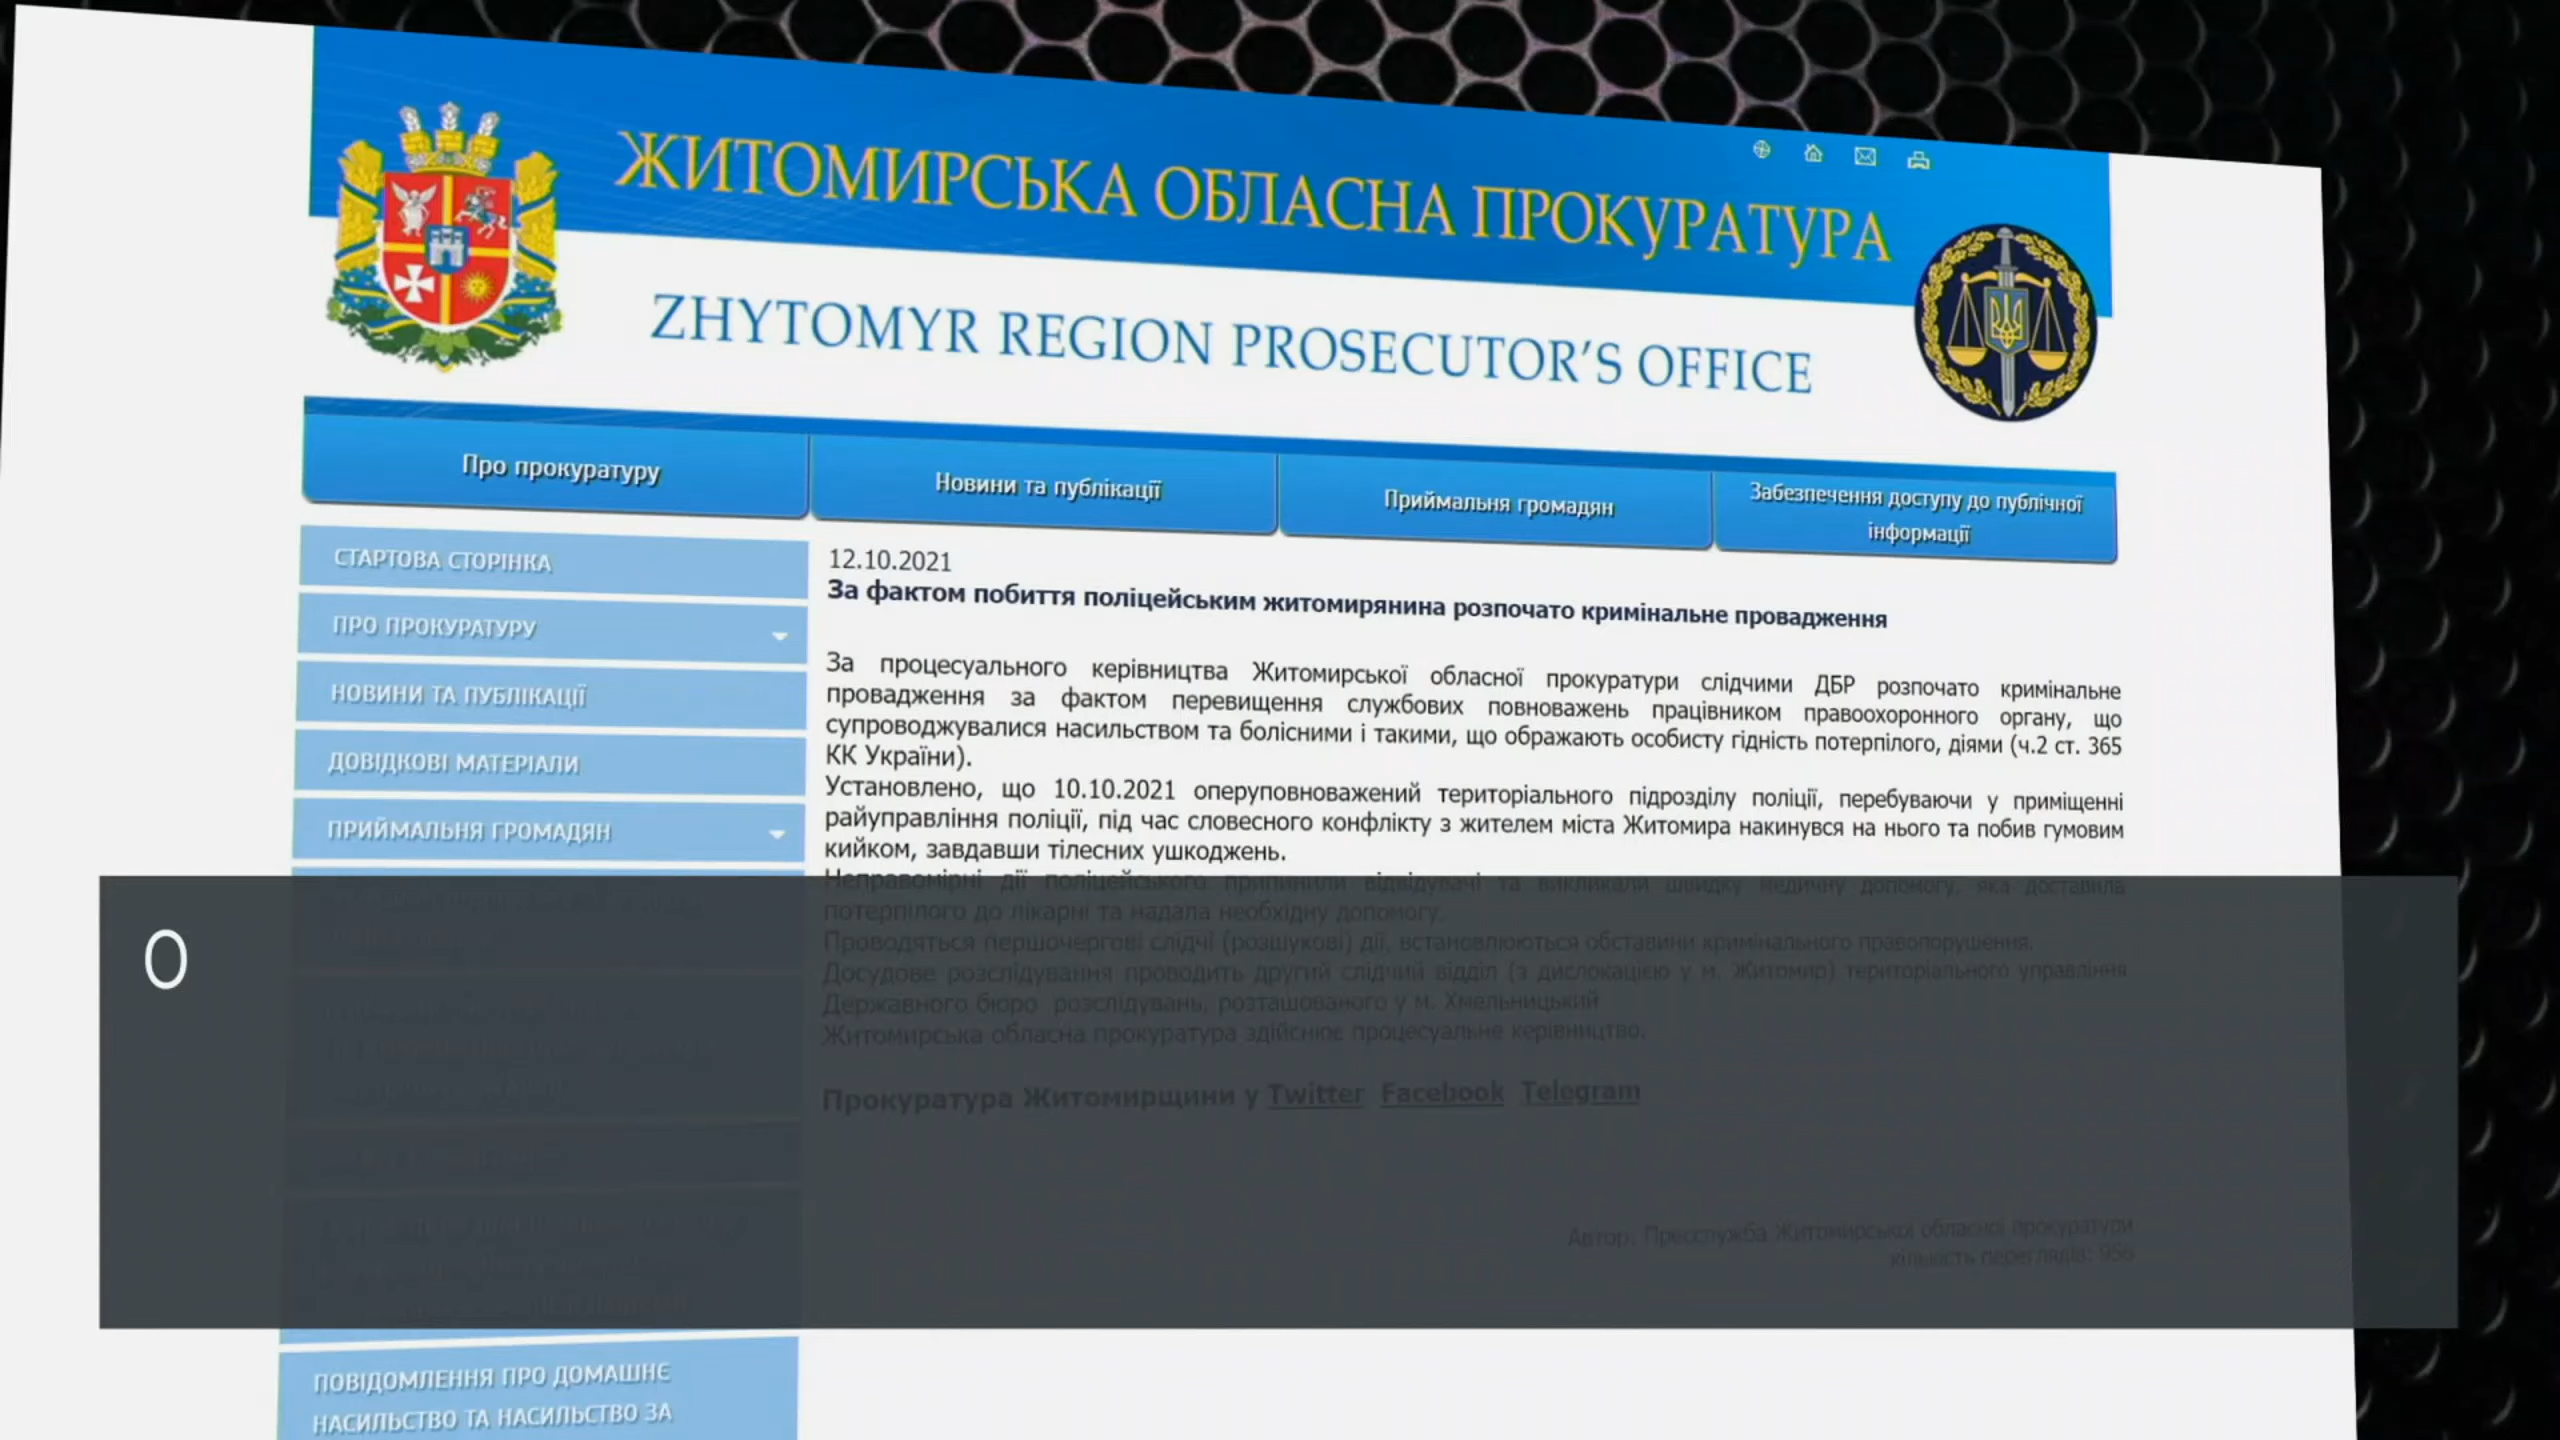 ЖИТОМИРСЬКА ОБЛАСНА ПРОКУРАТУРА
ZHYTOMYR REGION PROSECUTOR'S OFFICE
Про прокуратуру
Новини та публікації
Приймальня громадян
Забезпечення доступу до публічної
інформації
СТАРТОВА СТОРІНКА
ПРО ПРОКУРАТУРУ
НОВИНИ ТА ПУБЛІКАЦІЇ
ДОВІДКОВІ МАТЕРІАЛИ
ПРИЙМАЛЬНЯ ГРОМАДЯН
12.10.2021
За фактом побиття поліцейським житомирянина розпочато кримінальне провадження
За процесуального керівництва Житомирської обласної прокуратури слідчими ДБР розпочато кримінальне
провадження за фактом перевищення службових повноважень працівником правоохоронного органу, що
супроводжувалися насильством та болісними і такими, що ображають особисту гідність потерпілого, діями (ч.2 ст. 365
КК України).
Установлено, що 10.10.2021 оперуповноважений територіального підрозділу поліції, перебуваючи у приміщенні
райуправління поліції, під час словесного конфлікту з жителем міста Житомира накинувся на нього та побив гумовим
кийком, завдавши тілесних ушкоджень.
Неправомірні дії поліцейського припинили відвідувачі та викликали швидку медичну допомогу, яка доставила
потерпілого до лікарні та надала необхідну допомогу.
Проводяться першочергові слідчі (розшукові) дії, встановлюються обставини кримінального правопорушення.
Досудове розслідування проводить другий слідчий відділ (з дислокацією у м. Житомир) територіального управління
Державного бюро розслідувань, розташованого у м. Хмельницький
Житомирська обласна прокуратура здійснює процесуальне керівництво.
Прокуратура Житомирщини у Twitter Facebook Telegram
Автор: Пресслужба Житомирської обласної прокуратури
кількість переглядів: 956
О
ПОВІДОМЛЕННЯ ПРО ДОМАШНЄ
НАСИЛЬСТВО ТА НАСИЛЬСТВО ЗА